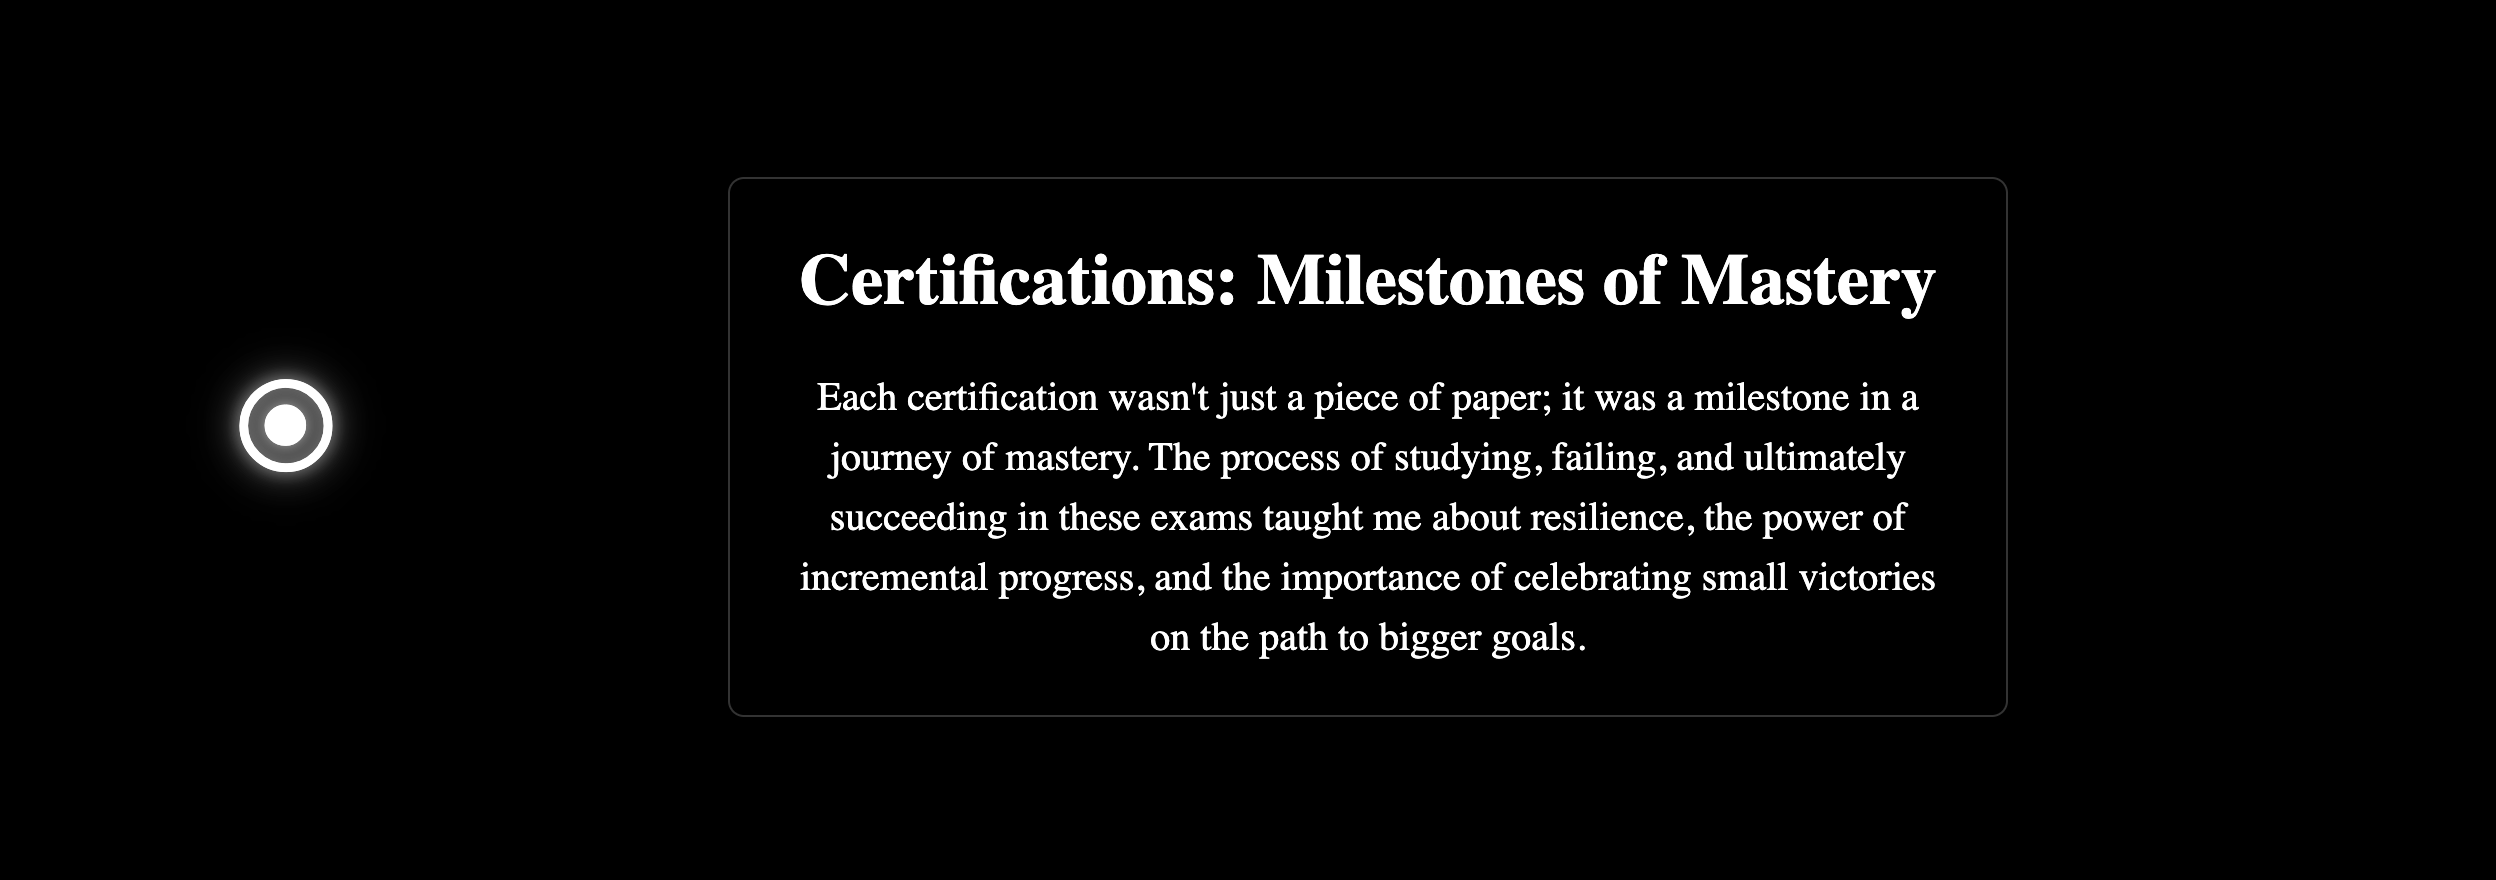 Certifications: Milestones of Mastery
Each certification wasn't just a piece of paper; it was a milestone in a
journey of mastery. The process of studying, failing, and ultimately
succeeding in these exams taught me about resilience, the power of
incremental progress, and the importance of celebrating small victories
on the path to bigger goals.